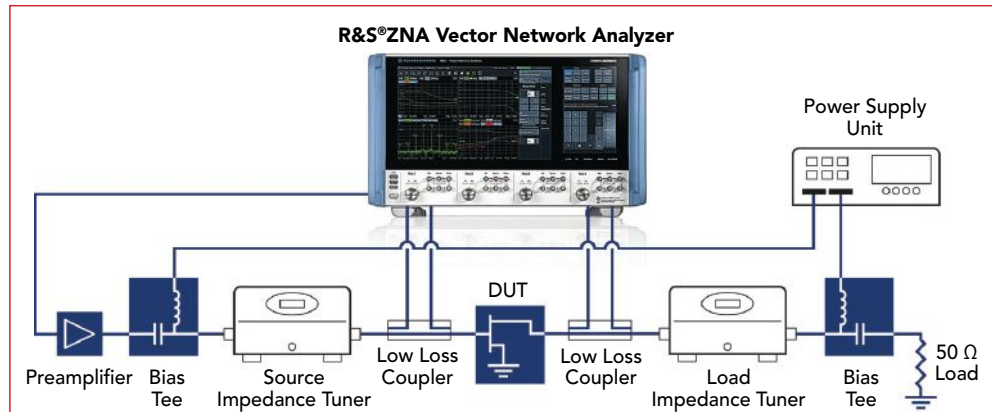 R&S®ZNA Vector Network Analyzer
Power Supply
Unit
DUT
Preamplifier
Bias
Tee
Source
Impedance Tuner
Low Loss
Coupler
Low Loss
Coupler
Load
Impedance Tuner
Bias
Tee
50 Ω
Load